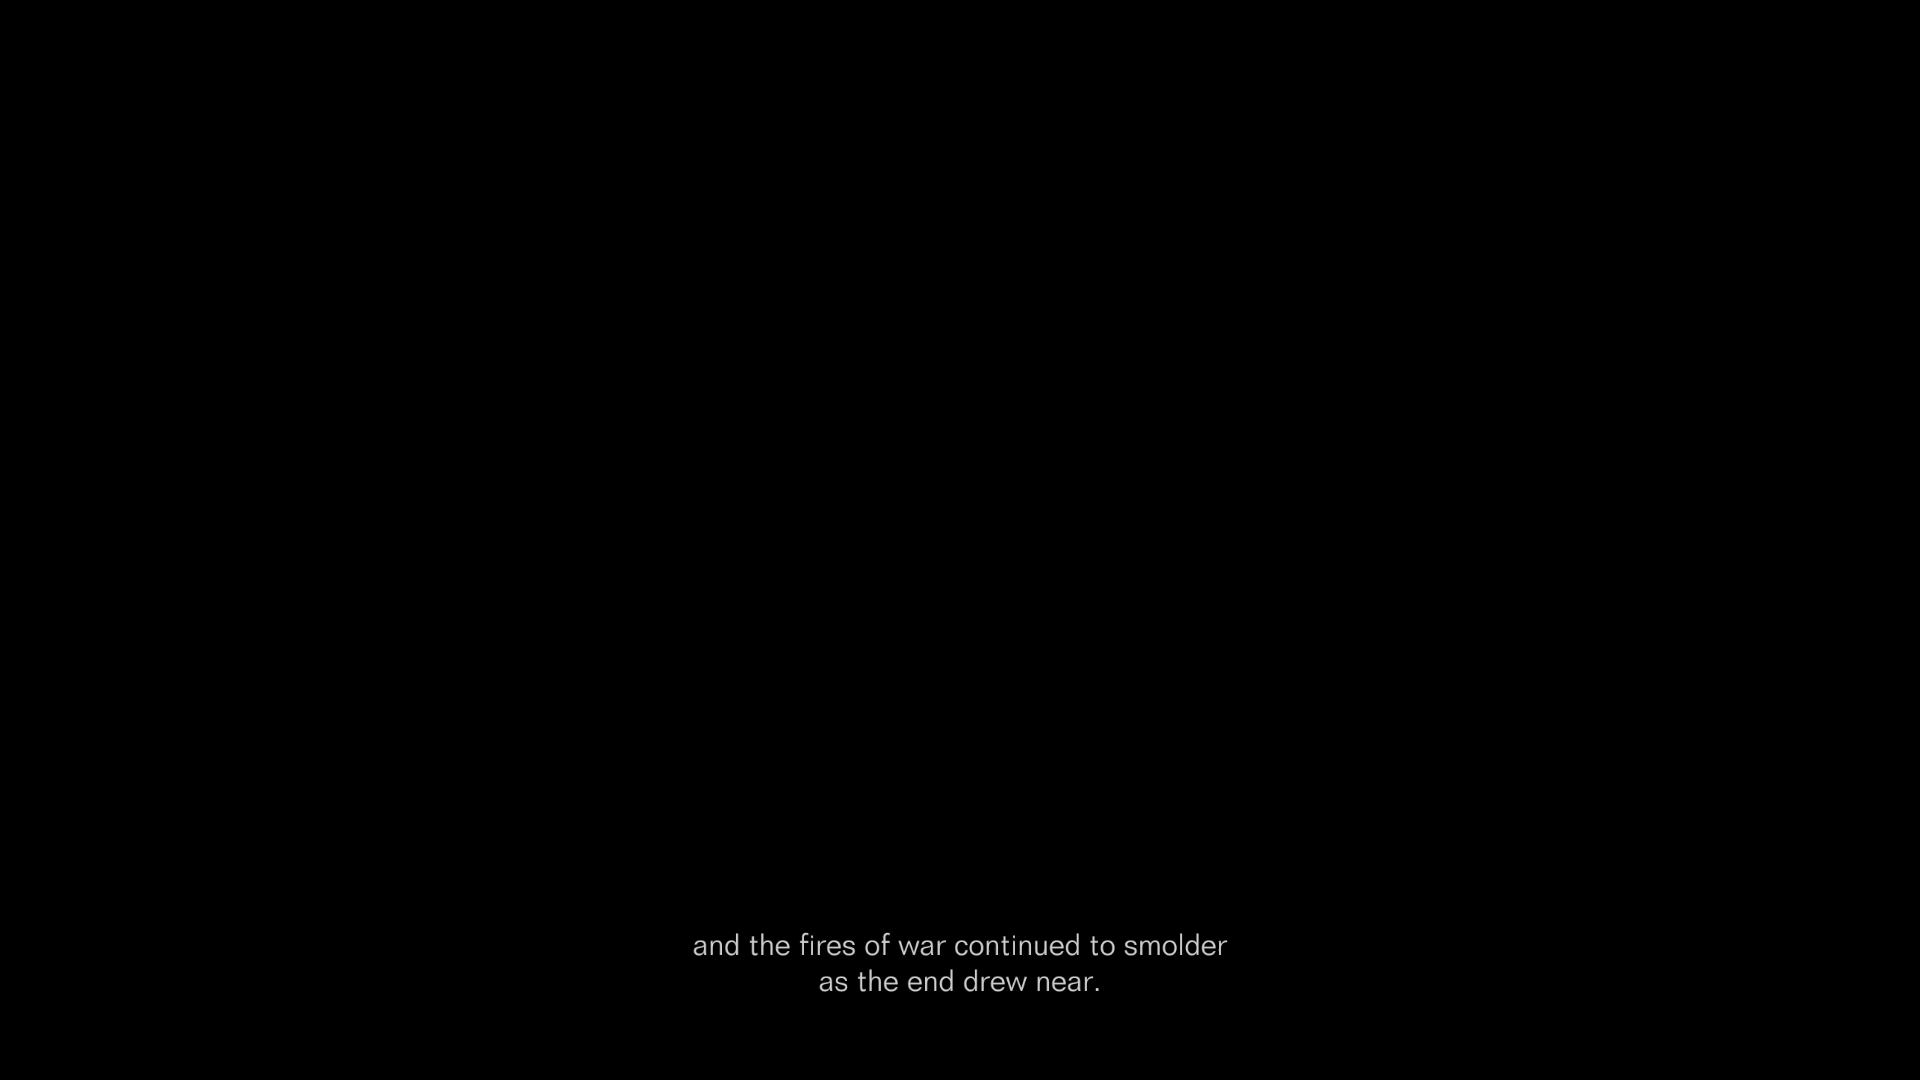 and the fires of war continued to smolder
as the end drew near.